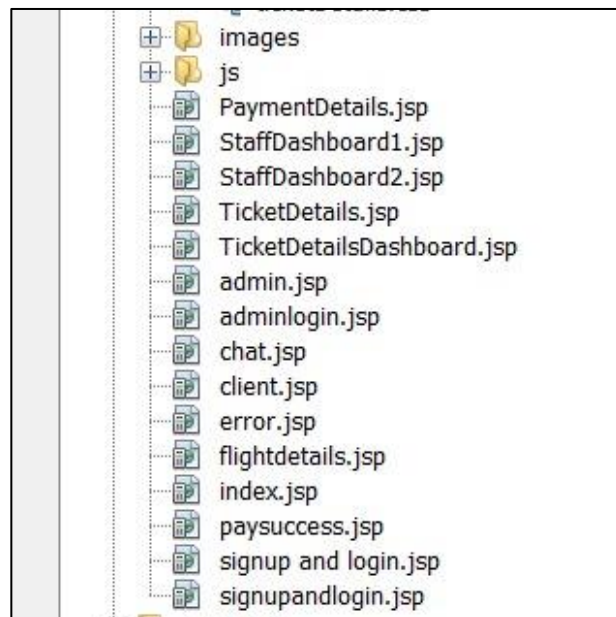 images
js
PaymentDetails.jsp
StaffDashboard1.jsp
StaffDashboard2.jsp
TicketDetails.jsp
TicketDetailsDashboard.jsp
admin.jsp
adminlogin.jsp
chat.jsp
client.jsp
error.jsp
flightdetails.jsp
index.jsp
paysuccess.jsp
signup and login.jsp
signupandlogin.jsp